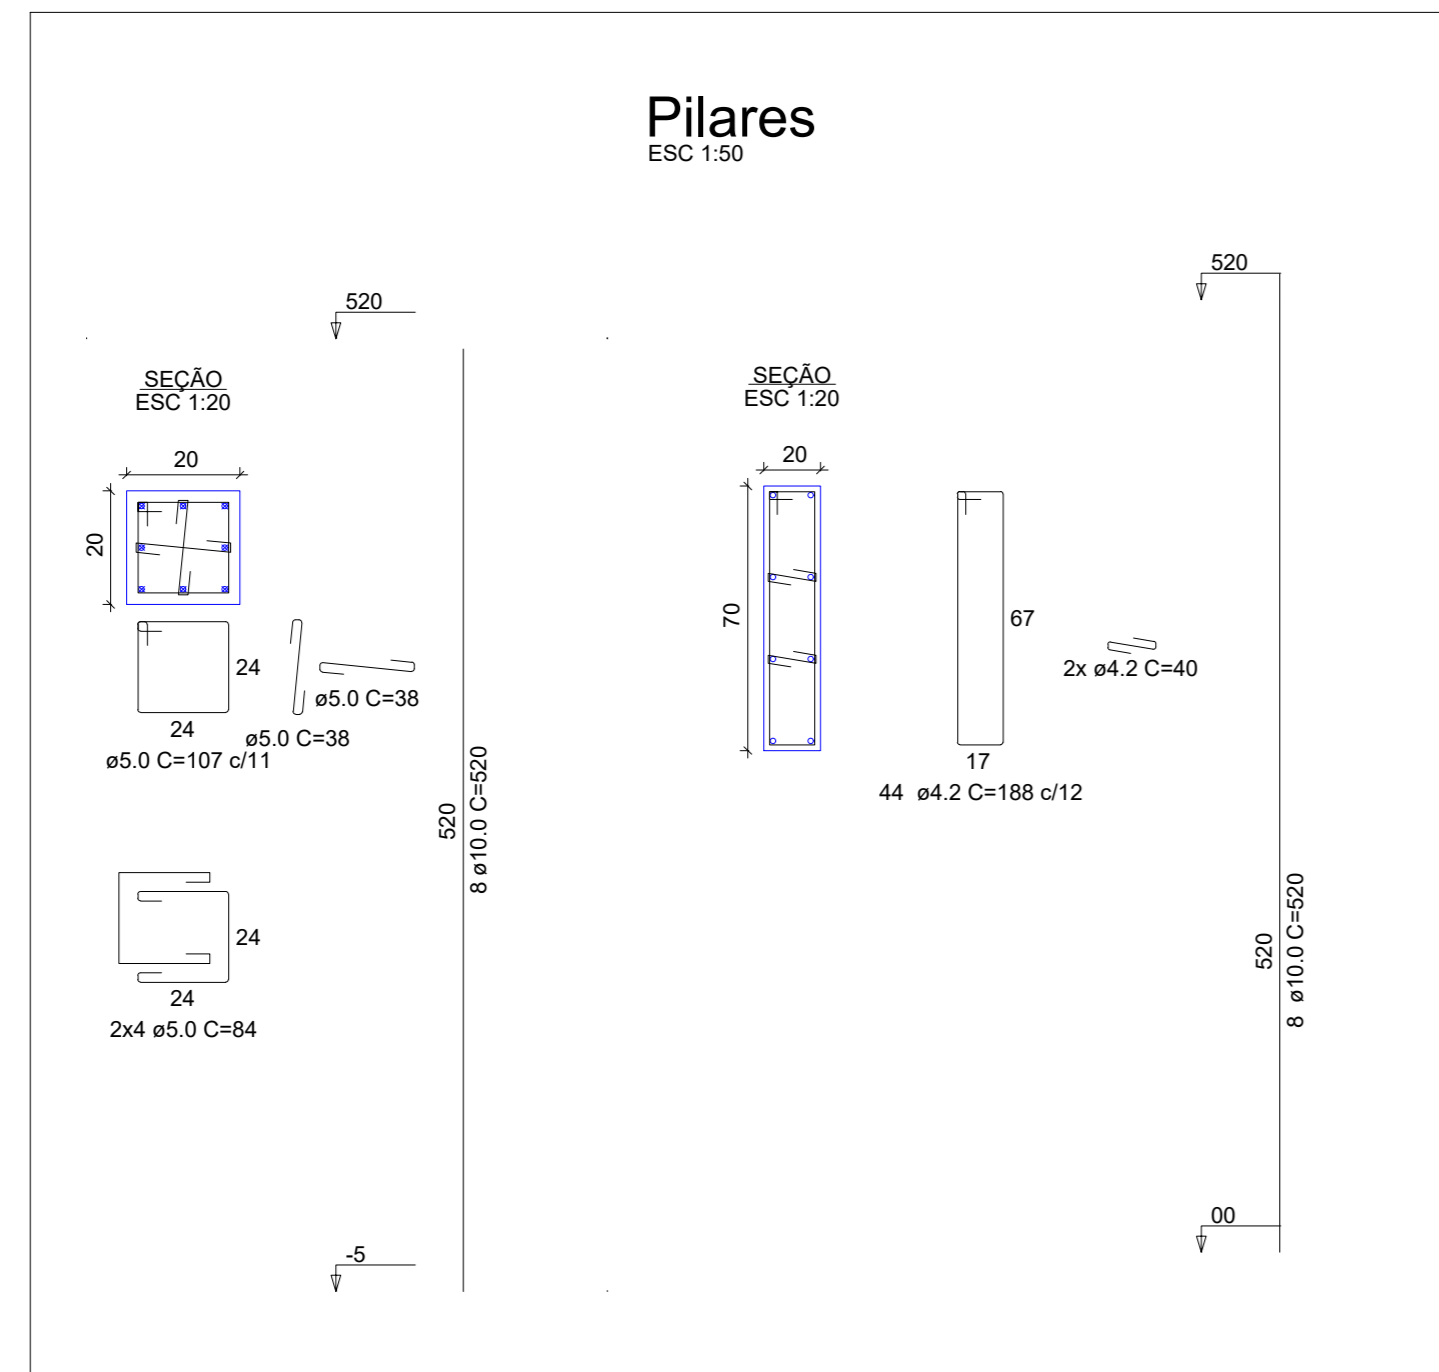 Pilares
ESC 1:50
520
SEÇÃO
ESC 1:20
20
20
24
24
ø5.0 C=107 c/11
ø5.0 C=38
ø5.0 C=38
520
8 ø10.0 C=520
24
24
2x4 ø5.0 C=84
-5
520
SEÇÃO
ESC 1:20
20
70
67
17
44 ø4.2 C=188 c/12
2x ø4.2 C=40
520
8 ø10.0 C=520
00